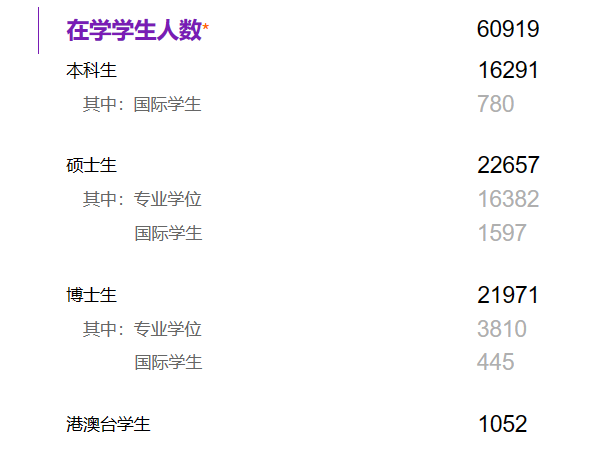 在学学生人数* 60919
本科生 16291
其中：国际学生 780
硕士生 22657
其中：专业学位 16382
国际学生 1597
博士生 21971
其中：专业学位 3810
国际学生 445
港澳台学生 1052